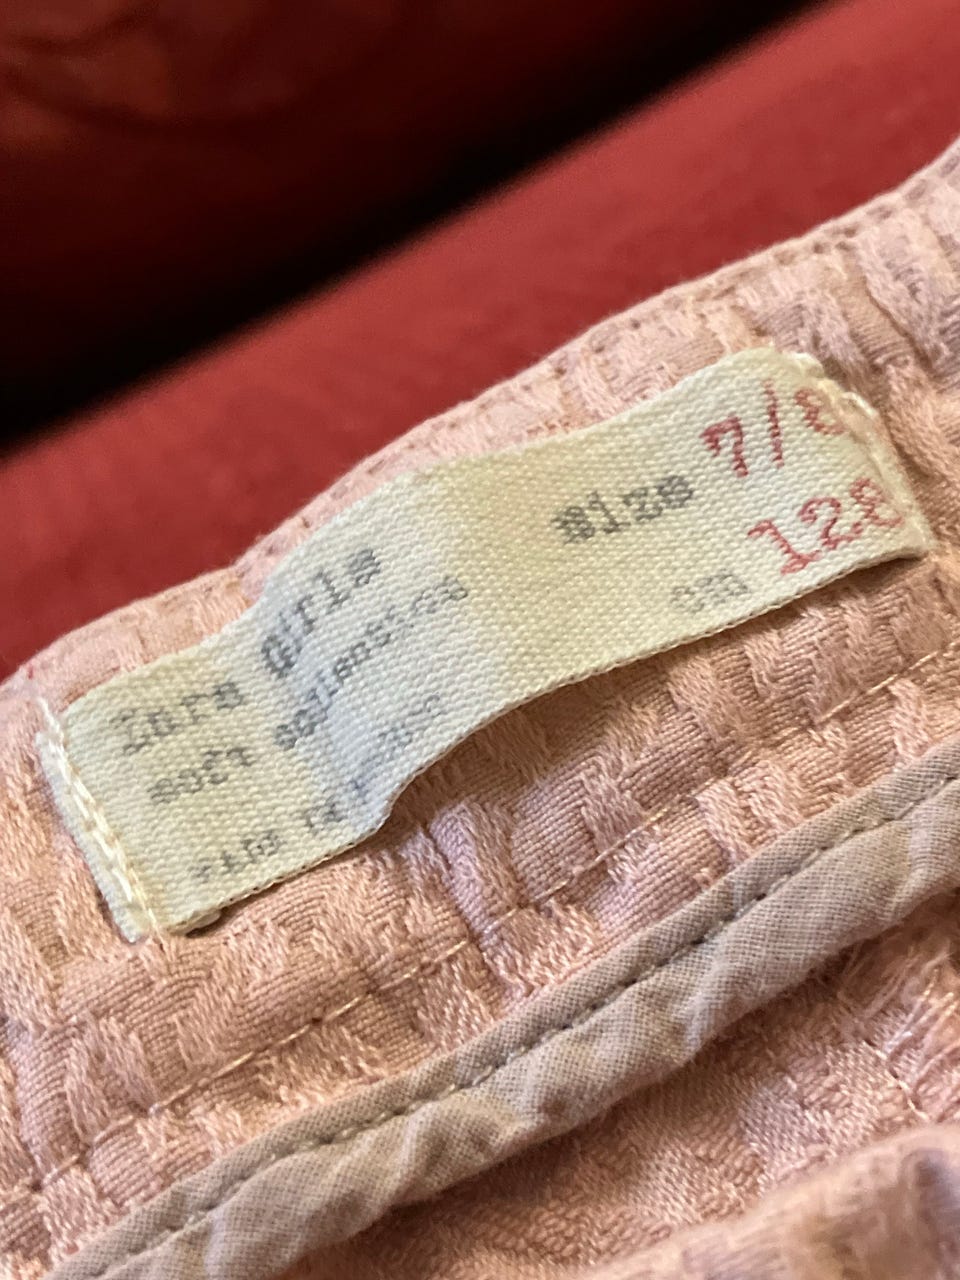 Zara Girls
soft collection
size 7/8
cm 128